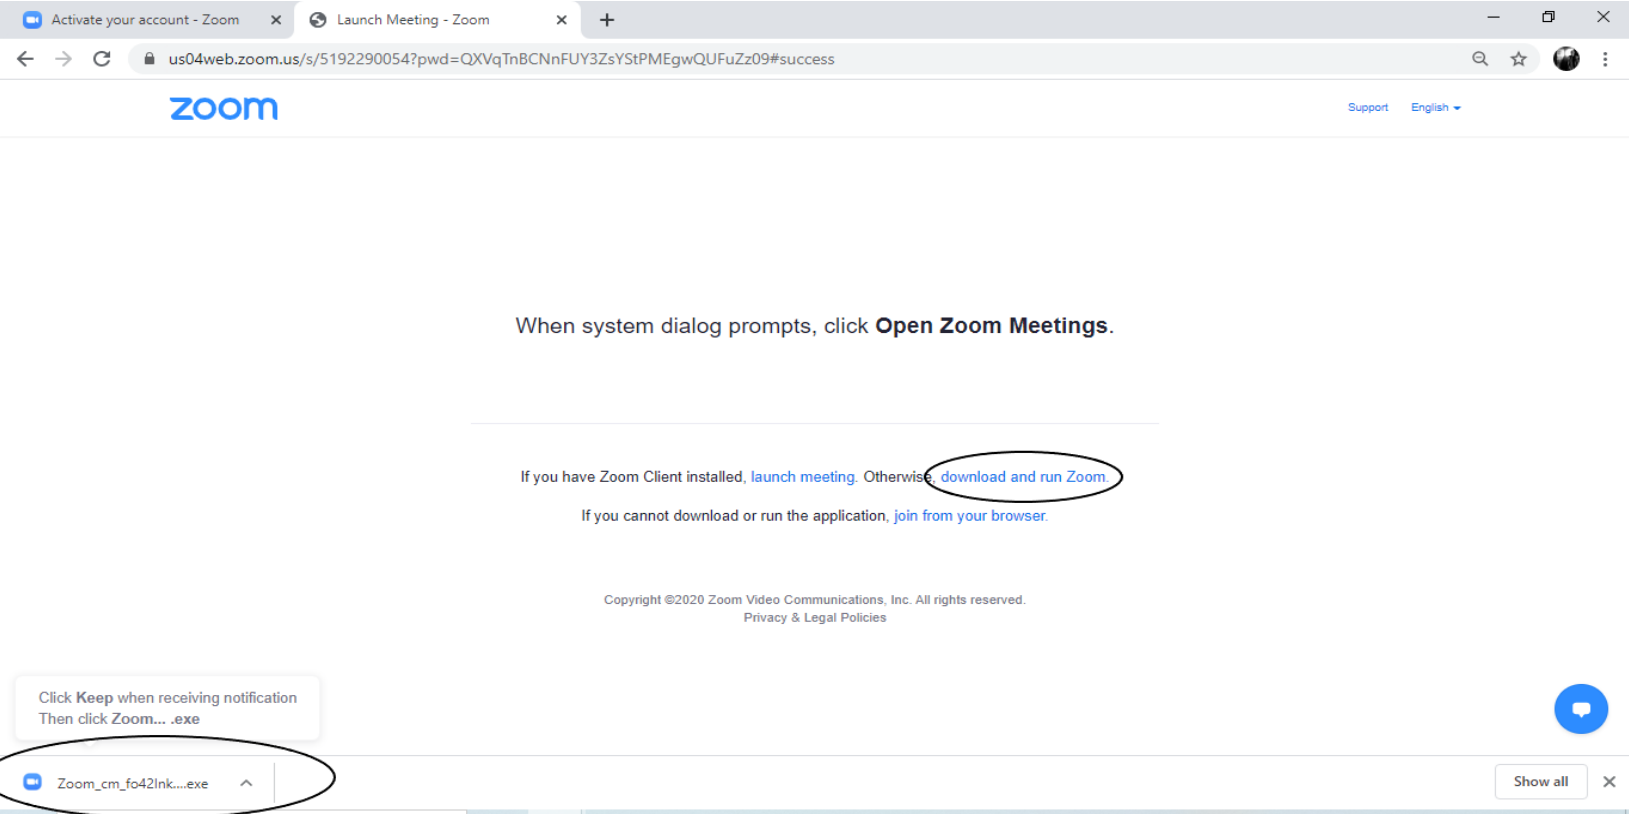 Activate your account - Zoom
Launch Meeting - Zoom
us04web.zoom.us/s/5192290054?pwd=QXVqTnBCNnFUY3ZsYStPMEgwQUFuZz09#success
zoom
Support English
When system dialog prompts, click Open Zoom Meetings.
If you have Zoom Client installed, launch meeting. Otherwise, download and run Zoom.
If you cannot download or run the application, join from your browser.
Copyright ©2020 Zoom Video Communications, Inc. All rights reserved.
Privacy & Legal Policies
Click Keep when receiving notification
Then click Zoom... .exe
Zoom_cm_fo42lnk....exe
Show all